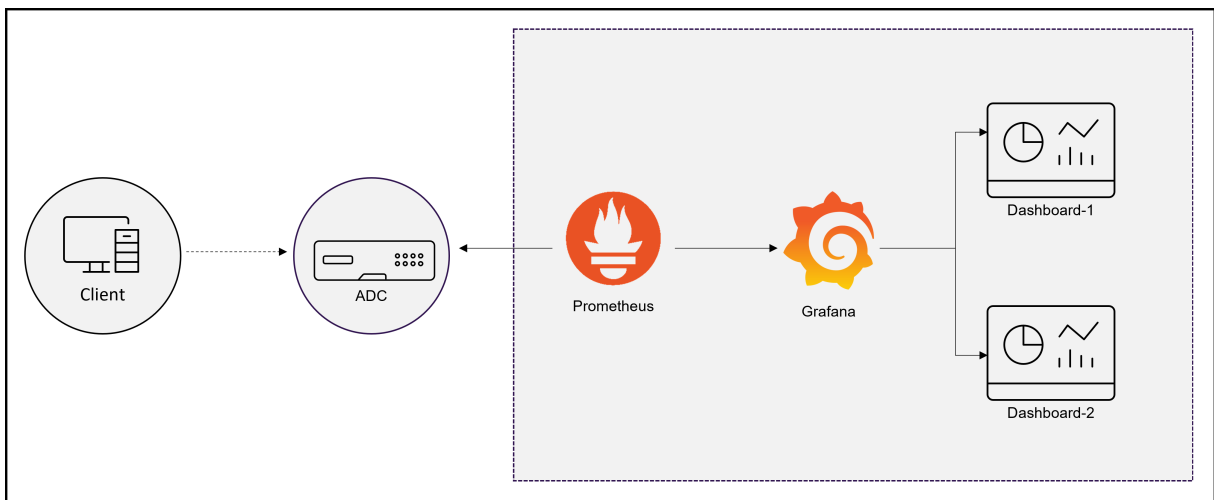 Client
ADC
Prometheus
Grafana
Dashboard-1
Dashboard-2